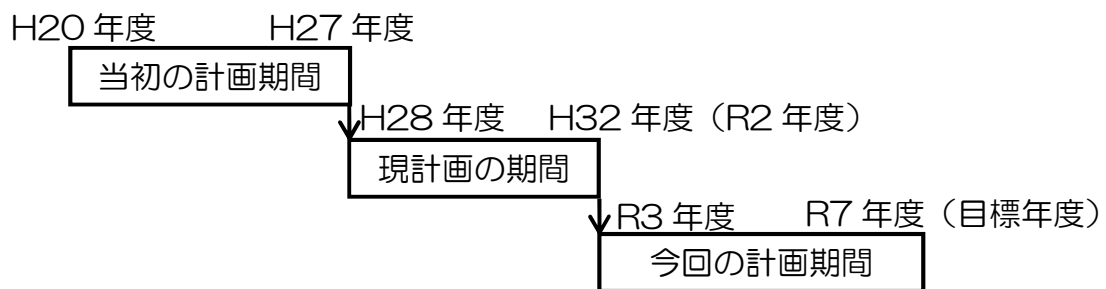 H20 年度 H27 年度
当初の計画期間
H28 年度 H32 年度（R2 年度）
現計画の期間
R3 年度 R7 年度（目標年度）
今回の計画期間